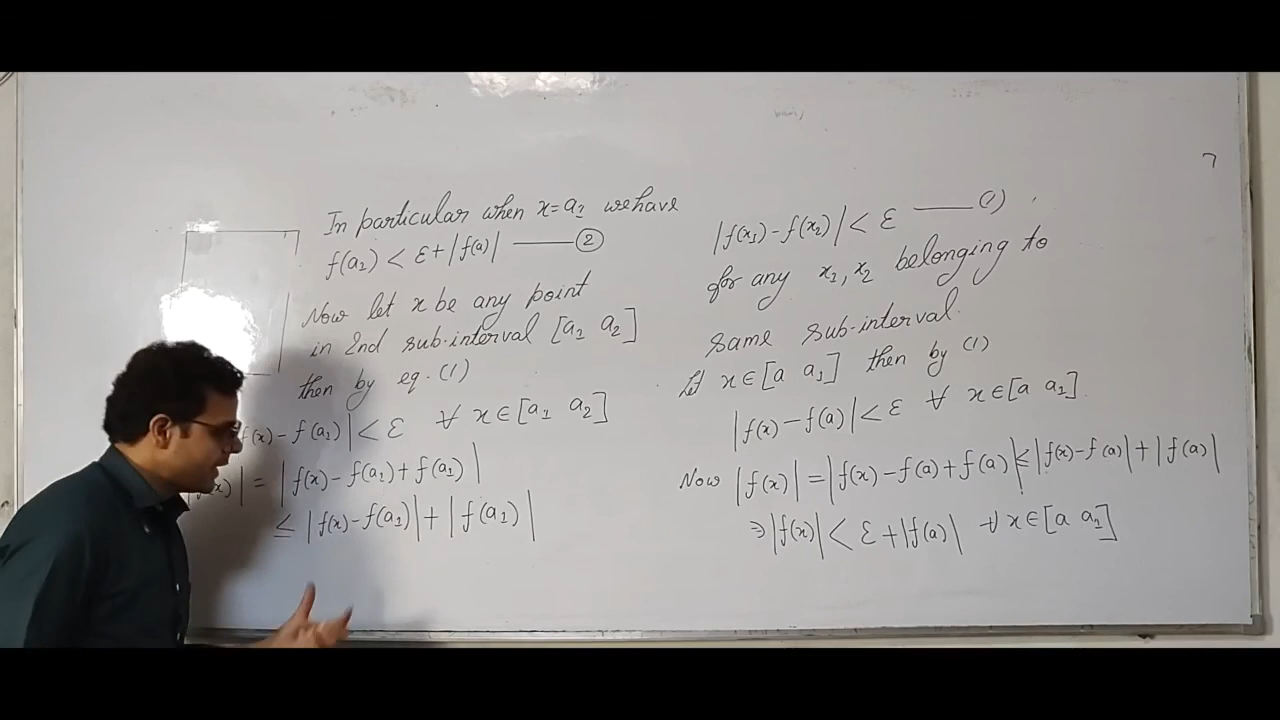 In particular when x=a₁ we have
f(a₁) < ε+|f(a)| —— ②
Now let x be any point
in 2nd sub-interval [a₁ a₂]
then by eq. (1)
f(x) - f(a₁)| < ε ∀ x∈[a₁ a₂]
| = |f(x) - f(a₁) + f(a₁)|
≤ |f(x) - f(a₁)| + |f(a₁)|
|f(x₁) - f(x₂)| < ε —— (1)
for any x₁, x₂ belonging to
same sub-interval.
Let x∈[a a₁] then by (1)
|f(x) - f(a)| < ε ∀ x∈[a a₁].
Now |f(x)| = |f(x) - f(a) + f(a)| ≤ |f(x) - f(a)| + |f(a)|
⇒ |f(x)| < ε + |f(a)| ∀ x∈[a a₁]